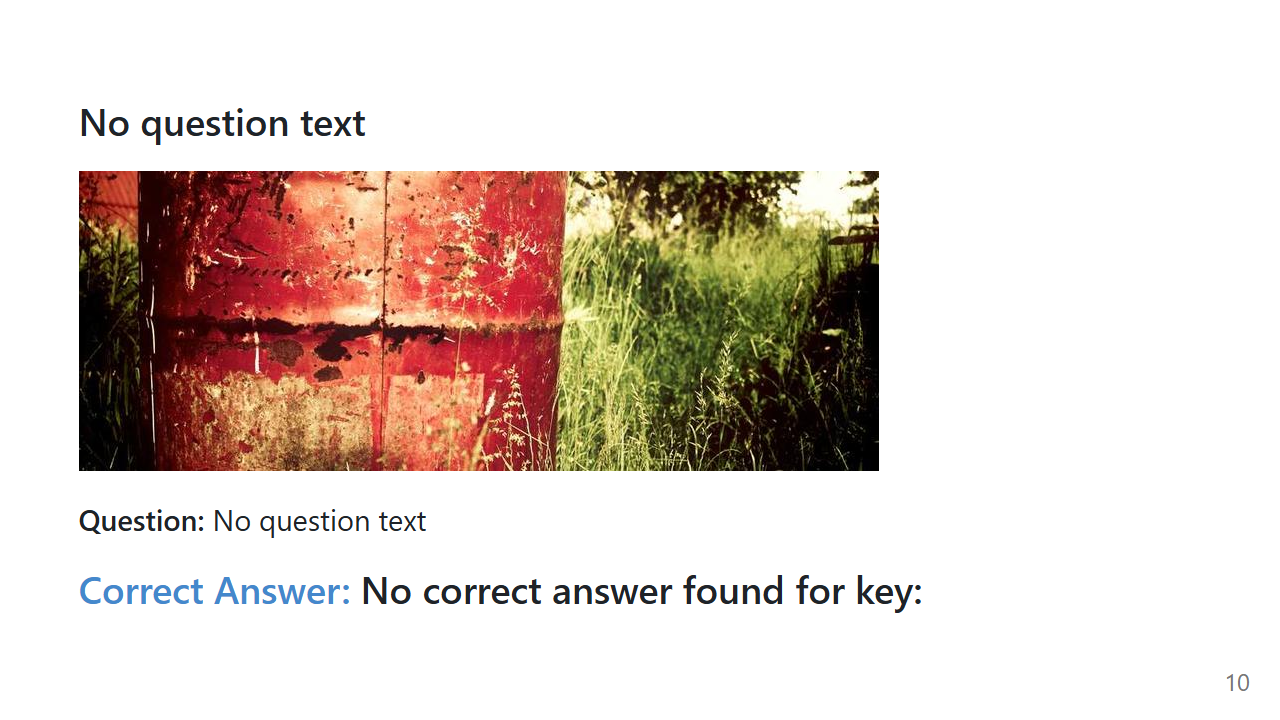 No question text
Question: No question text
Correct Answer: No correct answer found for key:
10